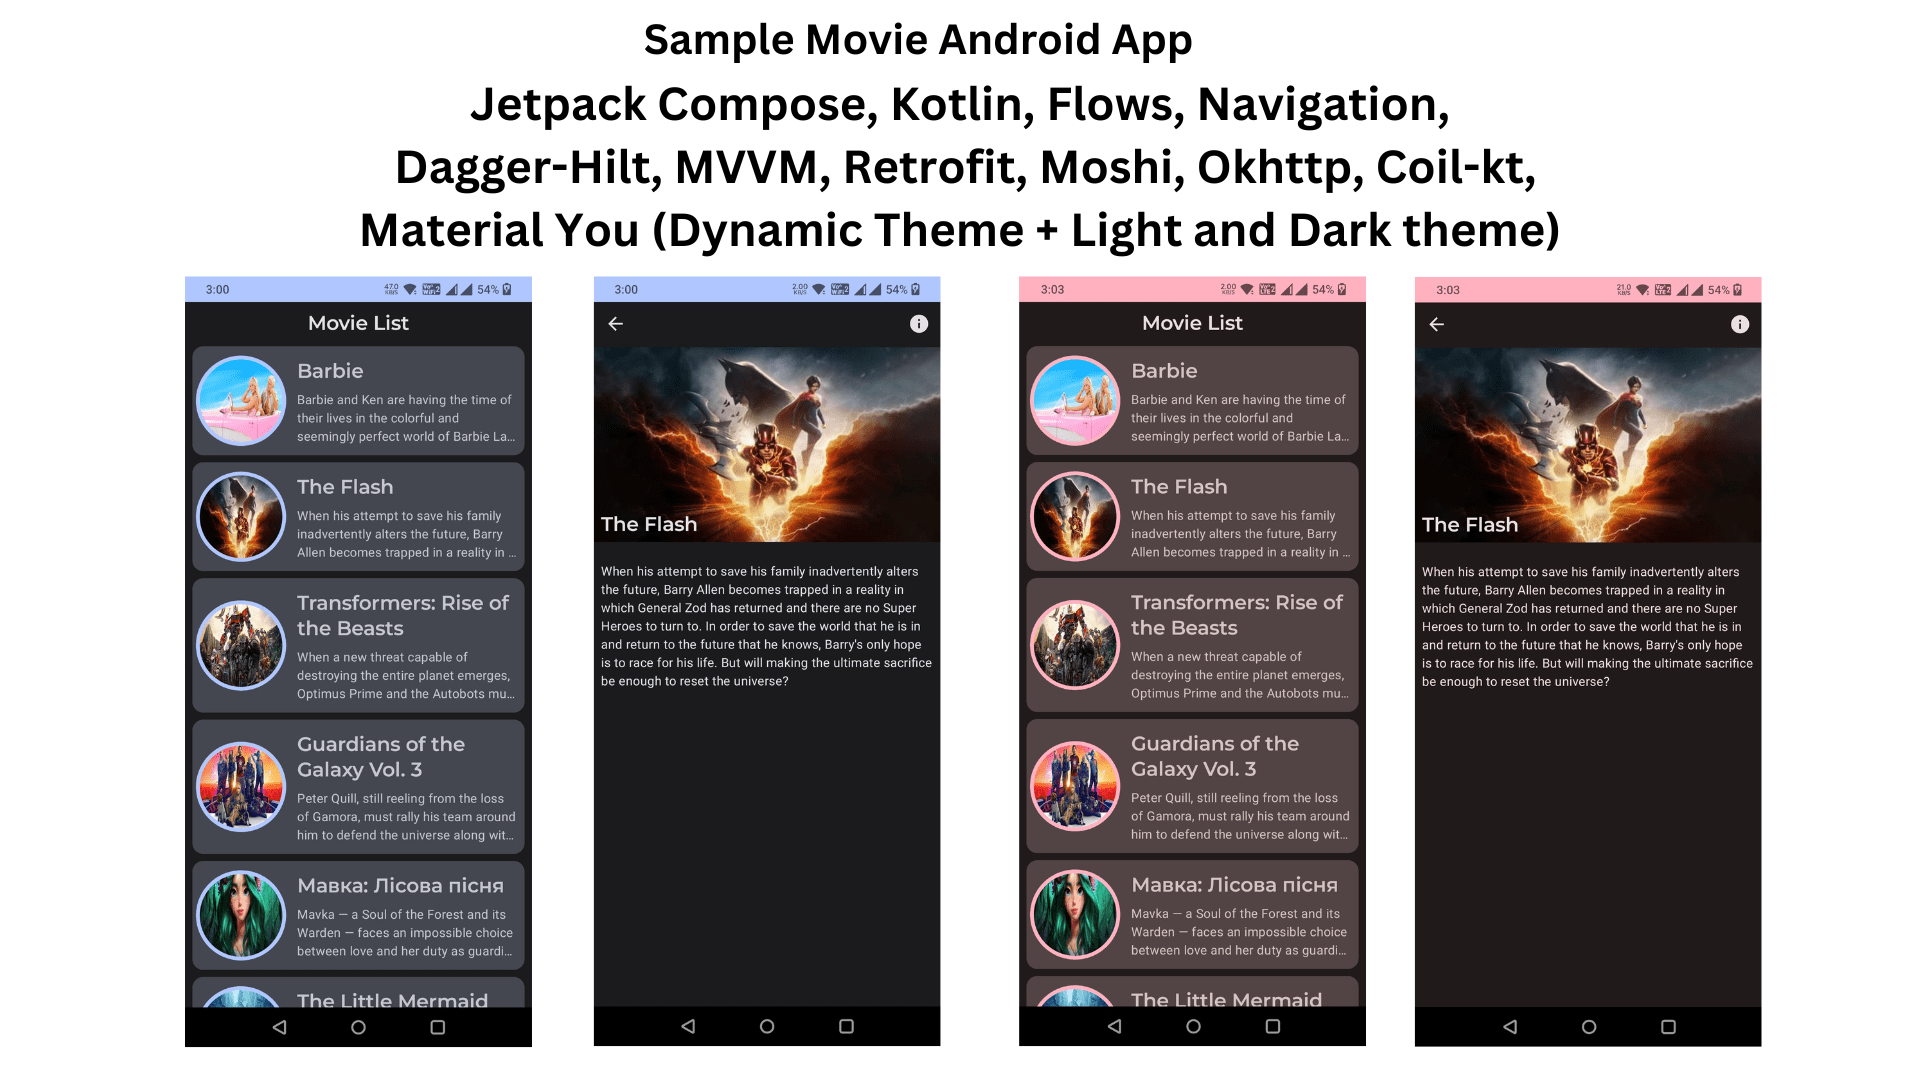 Sample Movie Android App
Jetpack Compose, Kotlin, Flows, Navigation,
Dagger-Hilt, MVVM, Retrofit, Moshi, Okhttp, Coil-kt,
Material You (Dynamic Theme + Light and Dark theme)
3:00
47.0 KB/S
54%
Movie List
Barbie
Barbie and Ken are having the time of
their lives in the colorful and
seemingly perfect world of Barbie La...
The Flash
When his attempt to save his family
inadvertently alters the future, Barry
Allen becomes trapped in a reality in ...
Transformers: Rise of
the Beasts
When a new threat capable of
destroying the entire planet emerges,
Optimus Prime and the Autobots mu...
Guardians of the
Galaxy Vol. 3
Peter Quill, still reeling from the loss
of Gamora, must rally his team around
him to defend the universe along wit...
Мавка: Лісова пісня
Mavka — a Soul of the Forest and its
Warden — faces an impossible choice
between love and her duty as guardi...
The Little Mermaid
3:00
2.00 KB/S
54%
The Flash
When his attempt to save his family inadvertently alters
the future, Barry Allen becomes trapped in a reality in
which General Zod has returned and there are no Super
Heroes to turn to. In order to save the world that he is in
and return to the future that he knows, Barry's only hope
is to race for his life. But will making the ultimate sacrifice
be enough to reset the universe?
3:03
2.00 KB/S
54%
Movie List
Barbie
Barbie and Ken are having the time of
their lives in the colorful and
seemingly perfect world of Barbie La...
The Flash
When his attempt to save his family
inadvertently alters the future, Barry
Allen becomes trapped in a reality in ...
Transformers: Rise of
the Beasts
When a new threat capable of
destroying the entire planet emerges,
Optimus Prime and the Autobots mu...
Guardians of the
Galaxy Vol. 3
Peter Quill, still reeling from the loss
of Gamora, must rally his team around
him to defend the universe along wit...
Мавка: Лісова пісня
Mavka — a Soul of the Forest and its
Warden — faces an impossible choice
between love and her duty as guardi...
The Little Mermaid
3:03
21.0 KB/S
54%
The Flash
When his attempt to save his family inadvertently alters
the future, Barry Allen becomes trapped in a reality in
which General Zod has returned and there are no Super
Heroes to turn to. In order to save the world that he is in
and return to the future that he knows, Barry's only hope
is to race for his life. But will making the ultimate sacrifice
be enough to reset the universe?